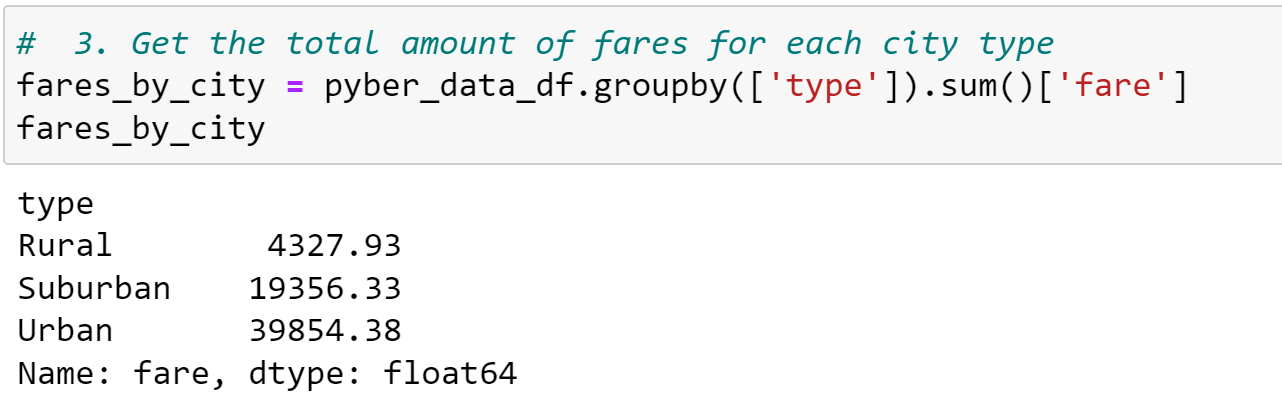 #  3. Get the total amount of fares for each city type
fares_by_city = pyber_data_df.groupby(['type']).sum()['fare']
fares_by_city
type
Rural        4327.93
Suburban    19356.33
Urban       39854.38
Name: fare, dtype: float64